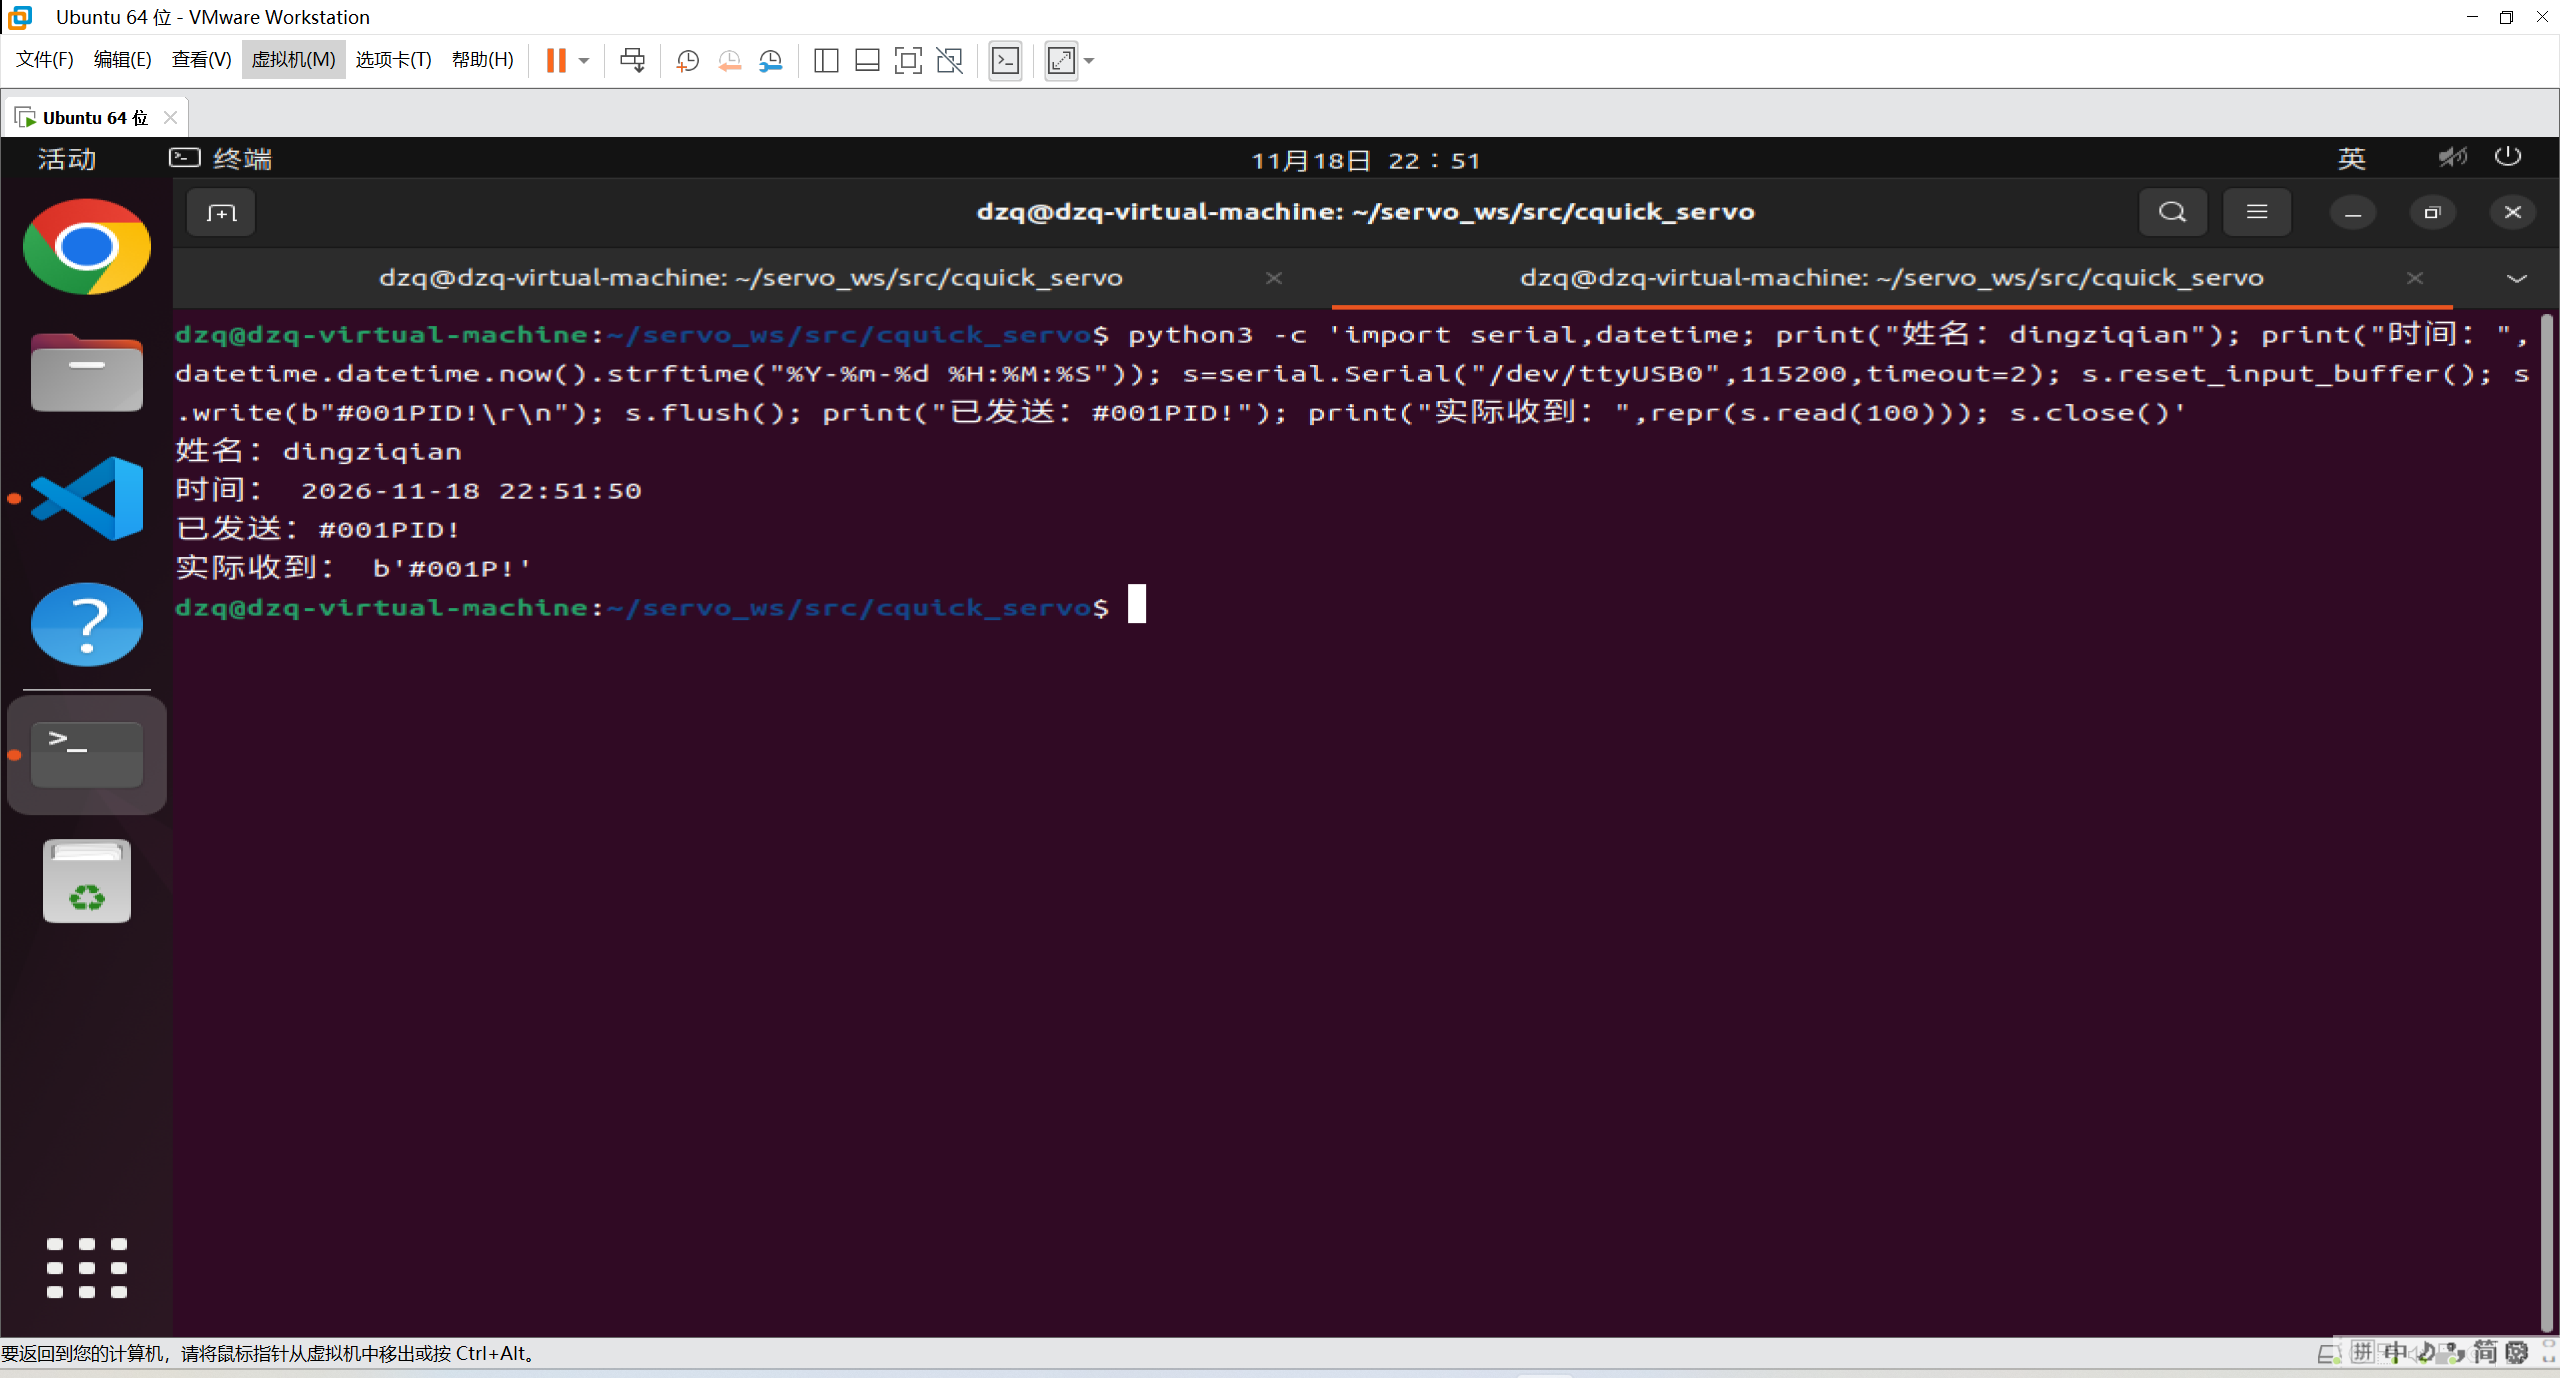 Ubuntu 64 位 - VMware Workstation
文件(F) 编辑(E) 查看(V) 虚拟机(M) 选项卡(T) 帮助(H)
Ubuntu 64 位
活动 终端 11月18日 22：51 英
dzq@dzq-virtual-machine: ~/servo_ws/src/cquick_servo
dzq@dzq-virtual-machine: ~/servo_ws/src/cquick_servo dzq@dzq-virtual-machine: ~/servo_ws/src/cquick_servo
dzq@dzq-virtual-machine:~/servo_ws/src/cquick_servo$ python3 -c 'import serial,datetime; print("姓名：dingziqian"); print("时间：",
datetime.datetime.now().strftime("%Y-%m-%d %H:%M:%S")); s=serial.Serial("/dev/ttyUSB0",115200,timeout=2); s.reset_input_buffer(); s
.write(b"#001PID!\r\n"); s.flush(); print("已发送：#001PID!"); print("实际收到：",repr(s.read(100))); s.close()'
姓名：dingziqian
时间： 2026-11-18 22:51:50
已发送：#001PID!
实际收到： b'#001P!'
dzq@dzq-virtual-machine:~/servo_ws/src/cquick_servo$
要返回到您的计算机，请将鼠标指针从虚拟机中移出或按 Ctrl+Alt。
拼 中 简